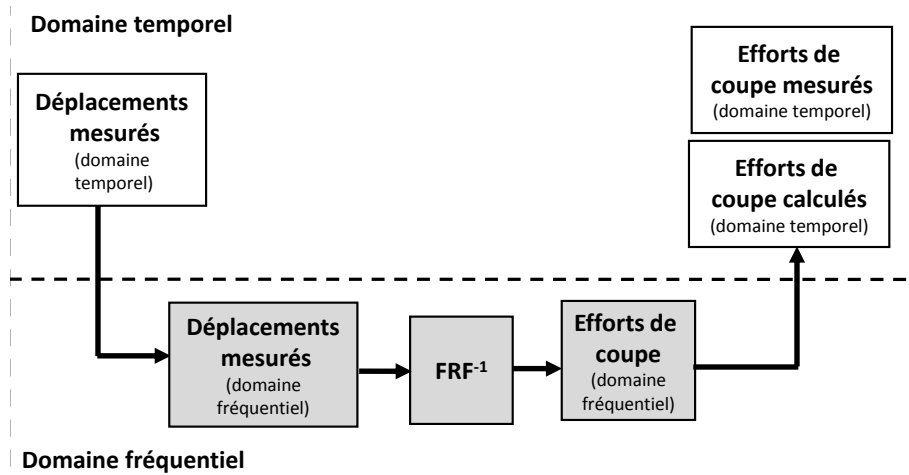 Domaine temporel
Déplacements
mesurés
(domaine
temporel)
Efforts de
coupe mesurés
(domaine temporel)
Efforts de
coupe calculés
(domaine temporel)
Déplacements
mesurés
(domaine
fréquentiel)
FRF-1
Efforts de
coupe
(domaine
fréquentiel)
Domaine fréquentiel